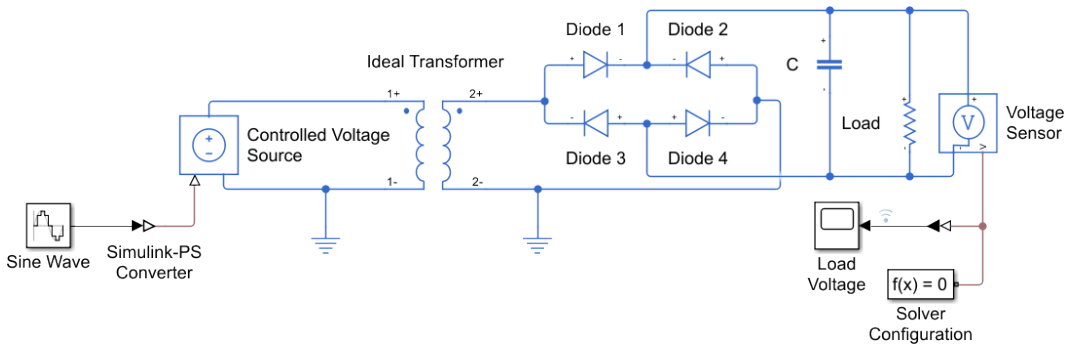 Diode 1
Diode 2
Ideal Transformer
+
-
-
+
C
+
-
1+
2+
Controlled Voltage
Source
+
-
-
+
+
-
Load
+
-
+
V
-
V
Voltage
Sensor
Diode 3
Diode 4
1-
2-
Sine Wave
Simulink-PS
Converter
Load
Voltage
f(x) = 0
Solver
Configuration